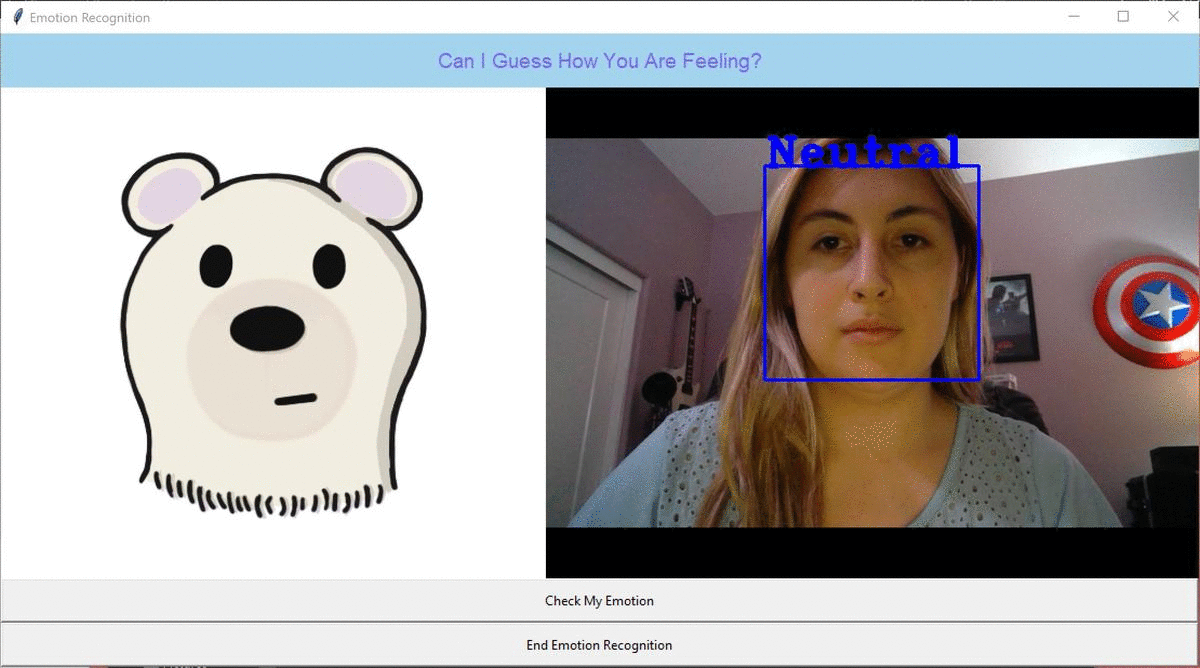 Emotion Recognition
Can I Guess How You Are Feeling?
Neutral
Check My Emotion
End Emotion Recognition